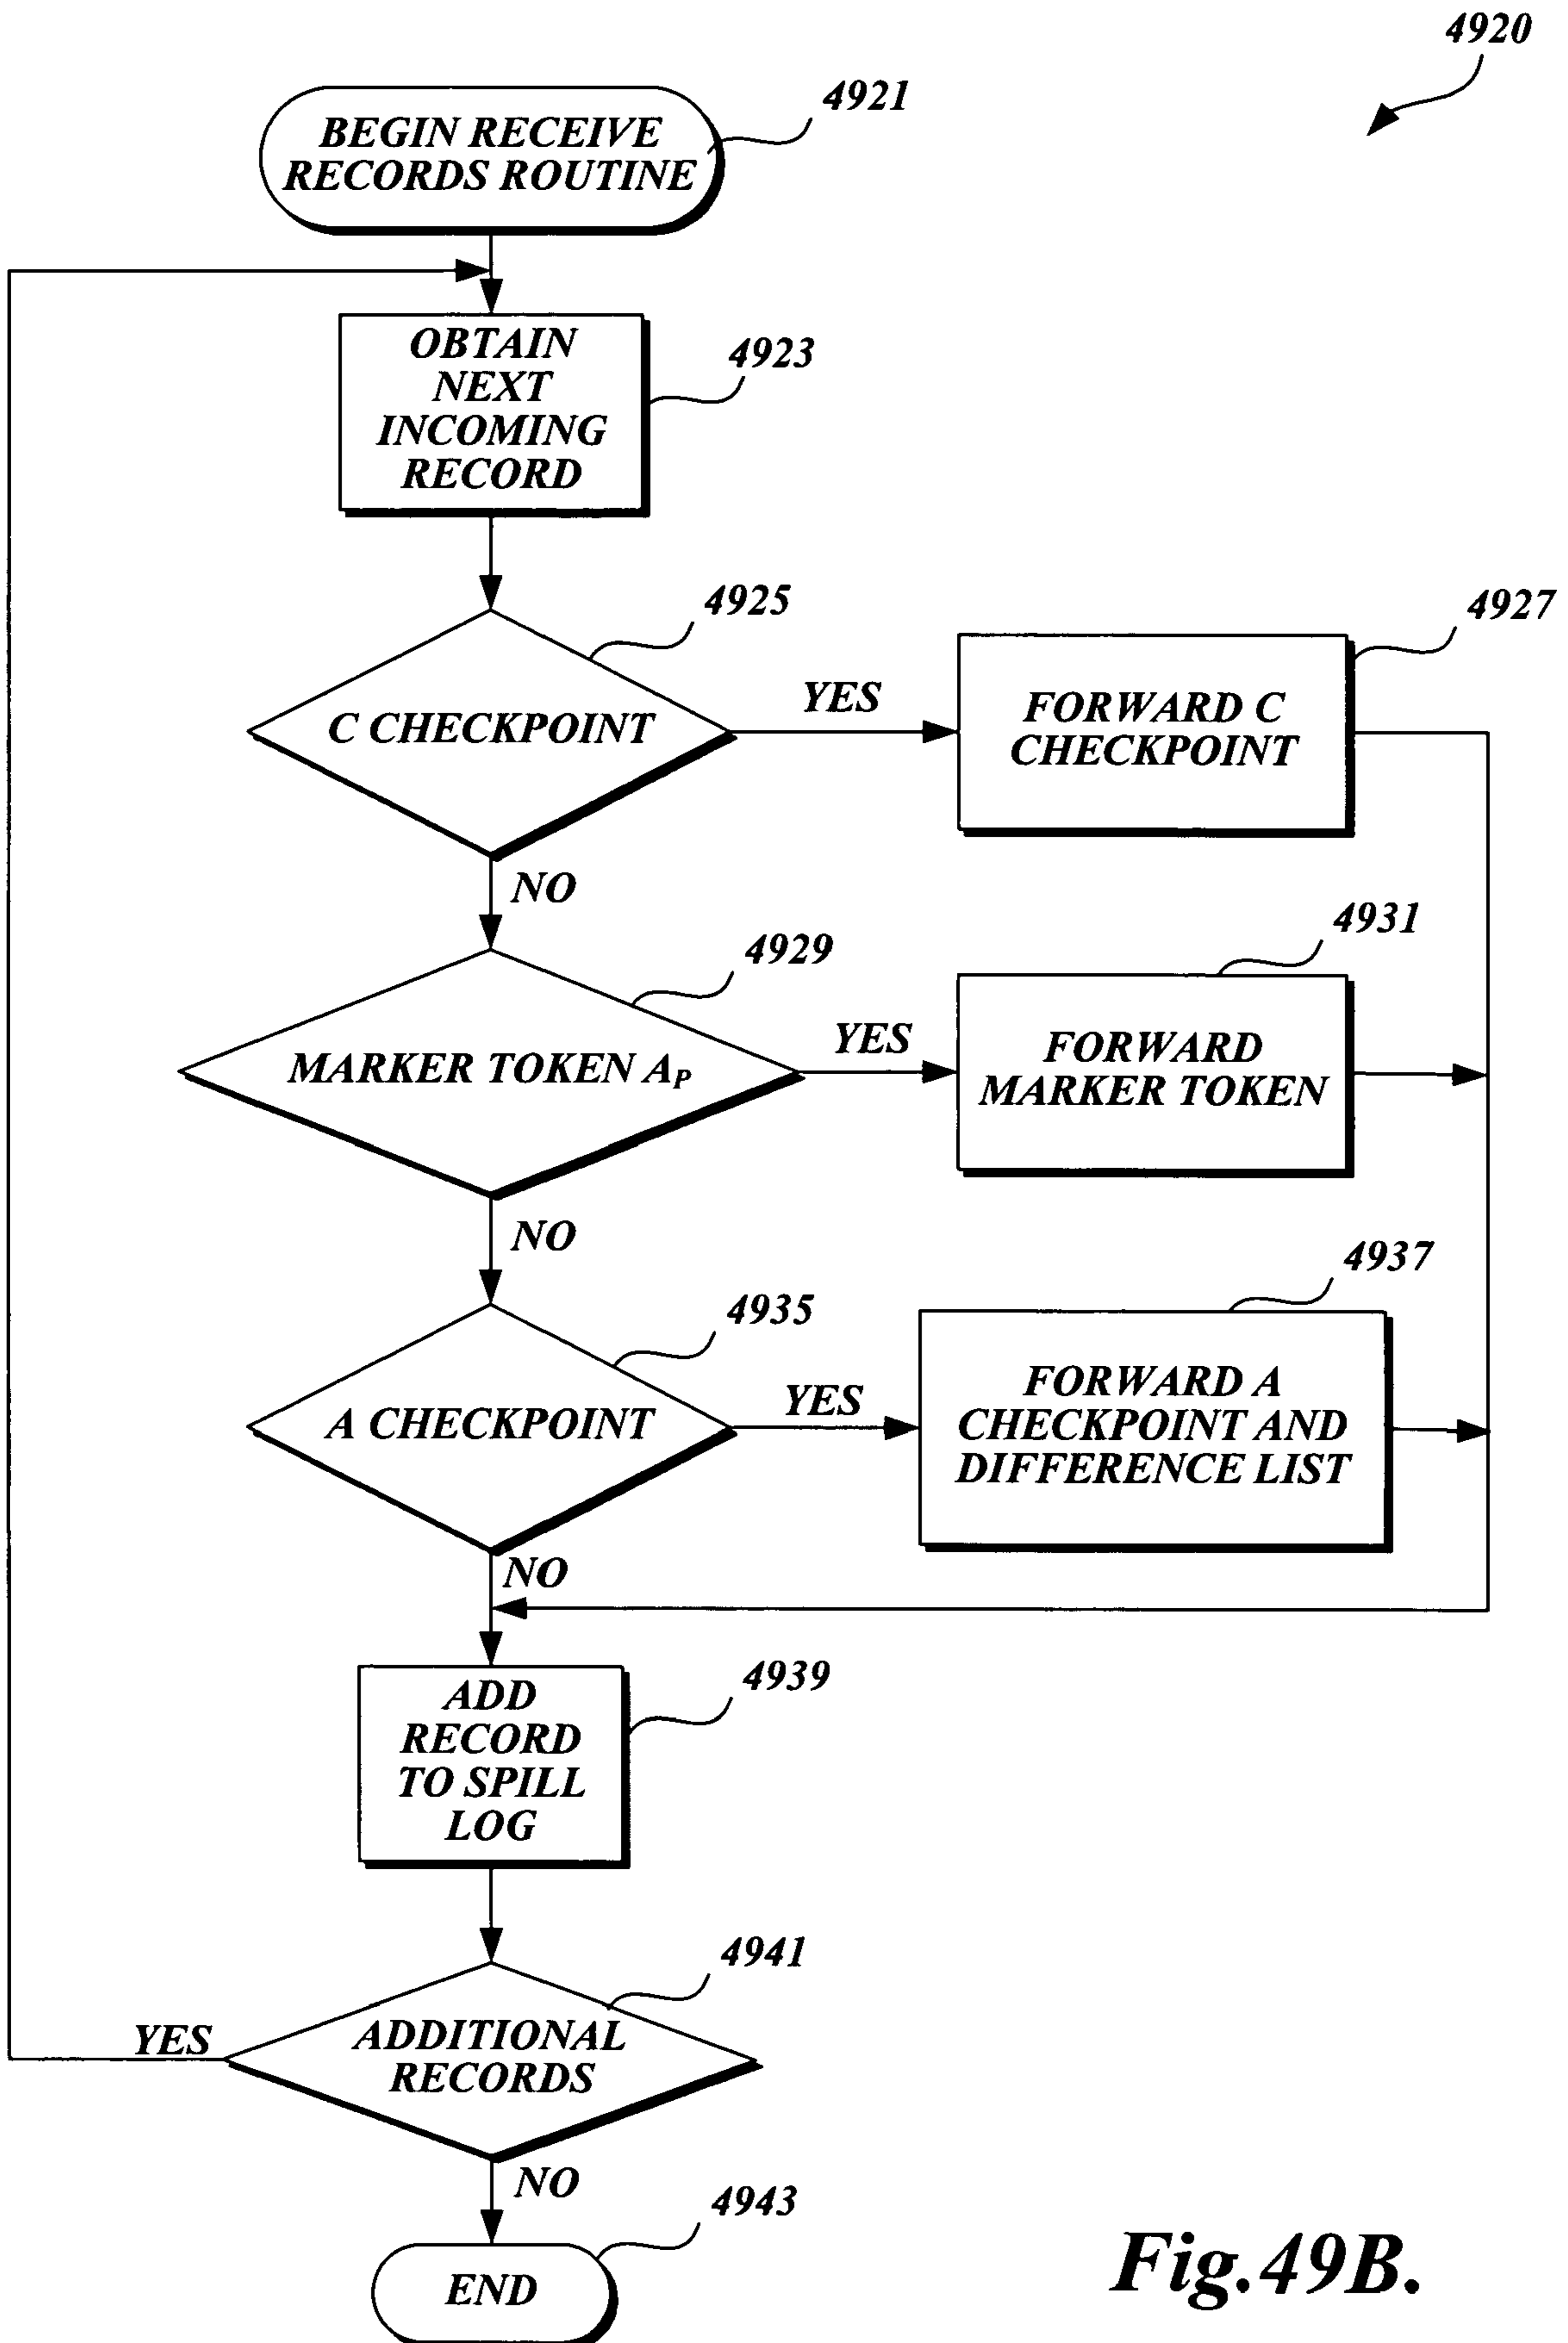 4920
4921
BEGIN RECEIVE
RECORDS ROUTINE
OBTAIN
NEXT
INCOMING
RECORD
4923
4925
C CHECKPOINT
YES
4927
FORWARD C
CHECKPOINT
NO
4929
MARKER TOKEN AP
YES
4931
FORWARD
MARKER TOKEN
NO
4935
A CHECKPOINT
YES
4937
FORWARD A
CHECKPOINT AND
DIFFERENCE LIST
NO
ADD
RECORD
TO SPILL
LOG
4939
4941
ADDITIONAL
RECORDS
YES
NO
4943
END
Fig.49B.